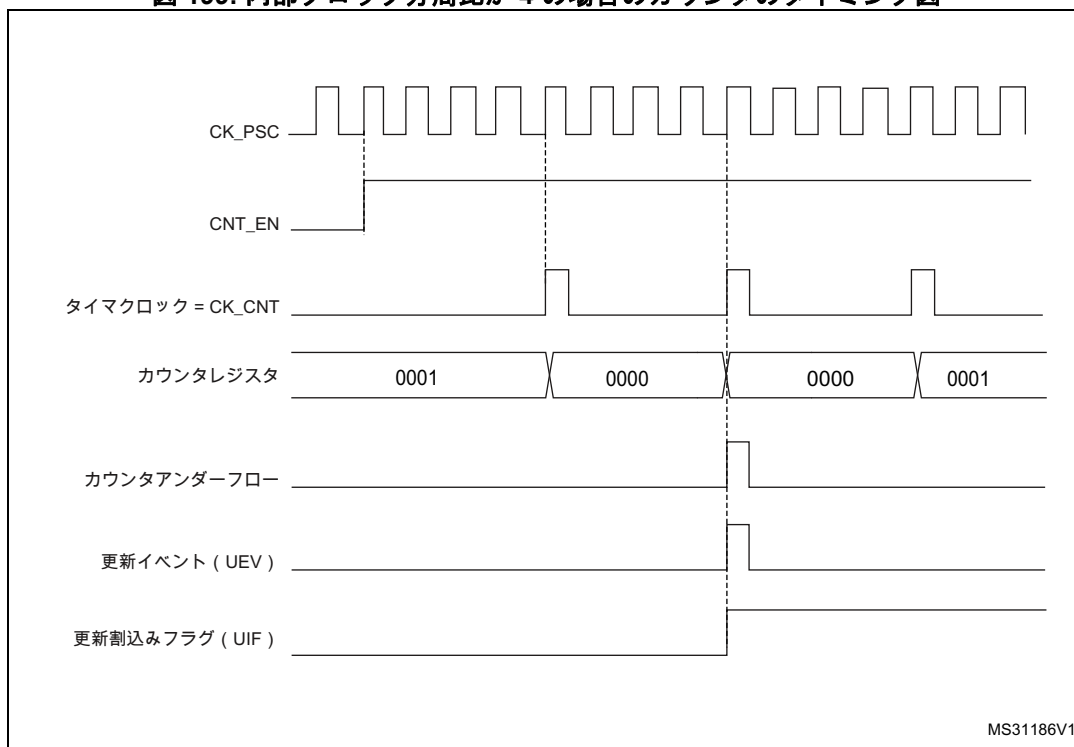 CK_PSC
CNT_EN
タイマクロック = CK_CNT
カウンタレジスタ
0001
0000
0000
0001
カウンタアンダーフロー
更新イベント ( UEV )
更新割込みフラグ ( UIF )
MS31186V1